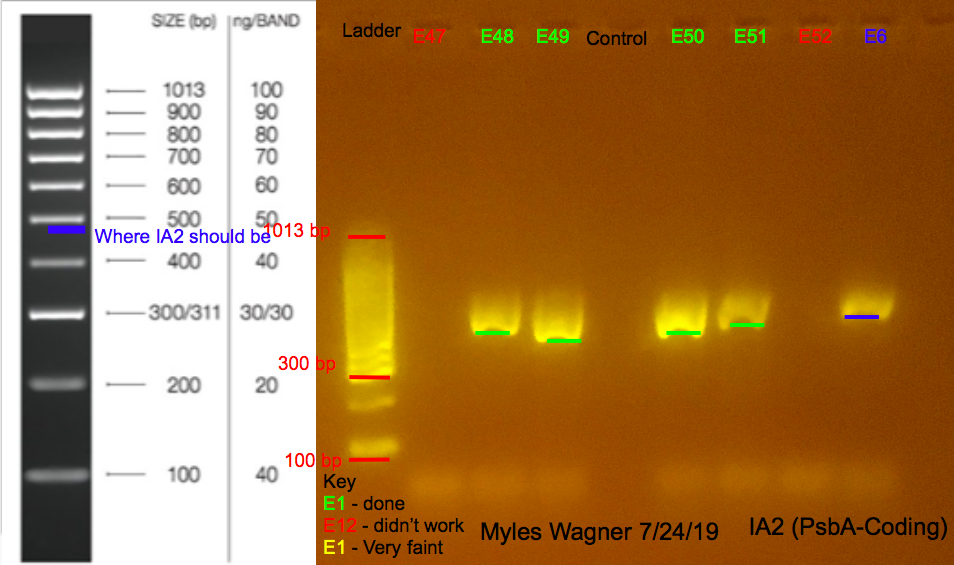 SIZE (bp) ng/BAND
1013 100
900 90
800 80
700 70
600 60
500 50
Where IA2 should be
400 40
300/311 30/30
200 20
100 40
Ladder E47 E48 E49 Control E50 E51 E52 E6
1013 bp
300 bp
100 bp
Key
E1 - done
E12 - didn't work
E1 - Very faint
Myles Wagner 7/24/19
IA2 (PsbA-Coding)